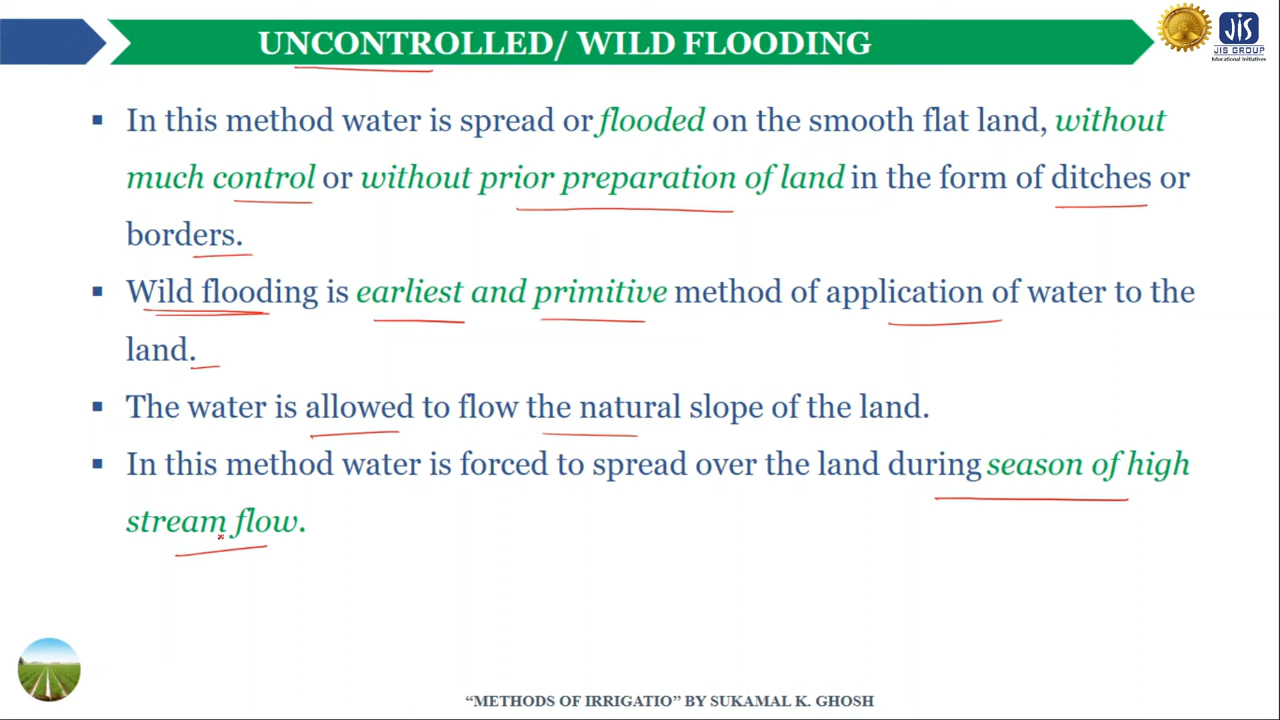 UNCONTROLLED/ WILD FLOODING
JIS GROUP
Educational Initiatives
▪ In this method water is spread or flooded on the smooth flat land, without
much control or without prior preparation of land in the form of ditches or
borders.
▪ Wild flooding is earliest and primitive method of application of water to the
land.
▪ The water is allowed to flow the natural slope of the land.
▪ In this method water is forced to spread over the land during season of high
stream flow.
“METHODS OF IRRIGATIO” BY SUKAMAL K. GHOSH